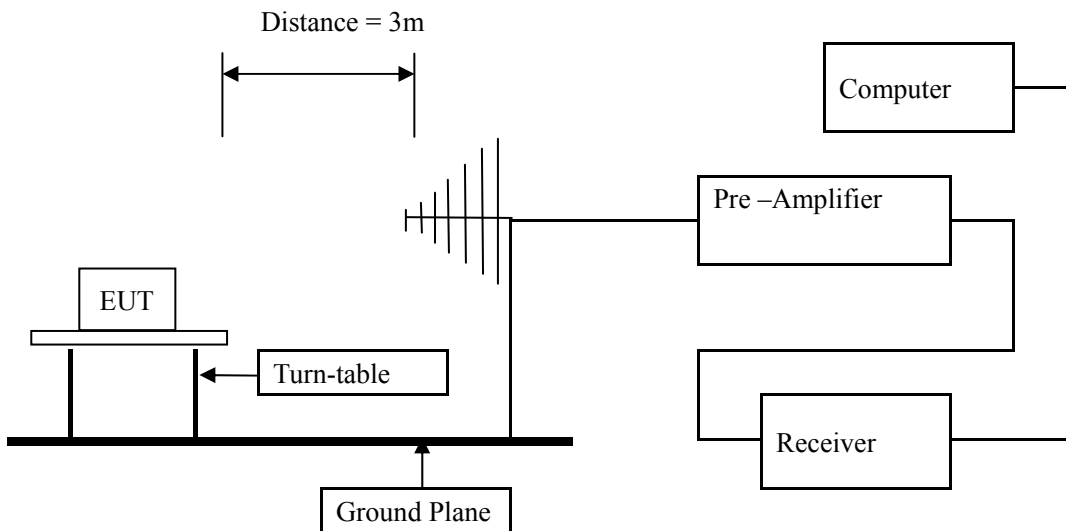 Distance = 3m
Computer
Pre –Amplifier
EUT
Turn-table
Receiver
Ground Plane